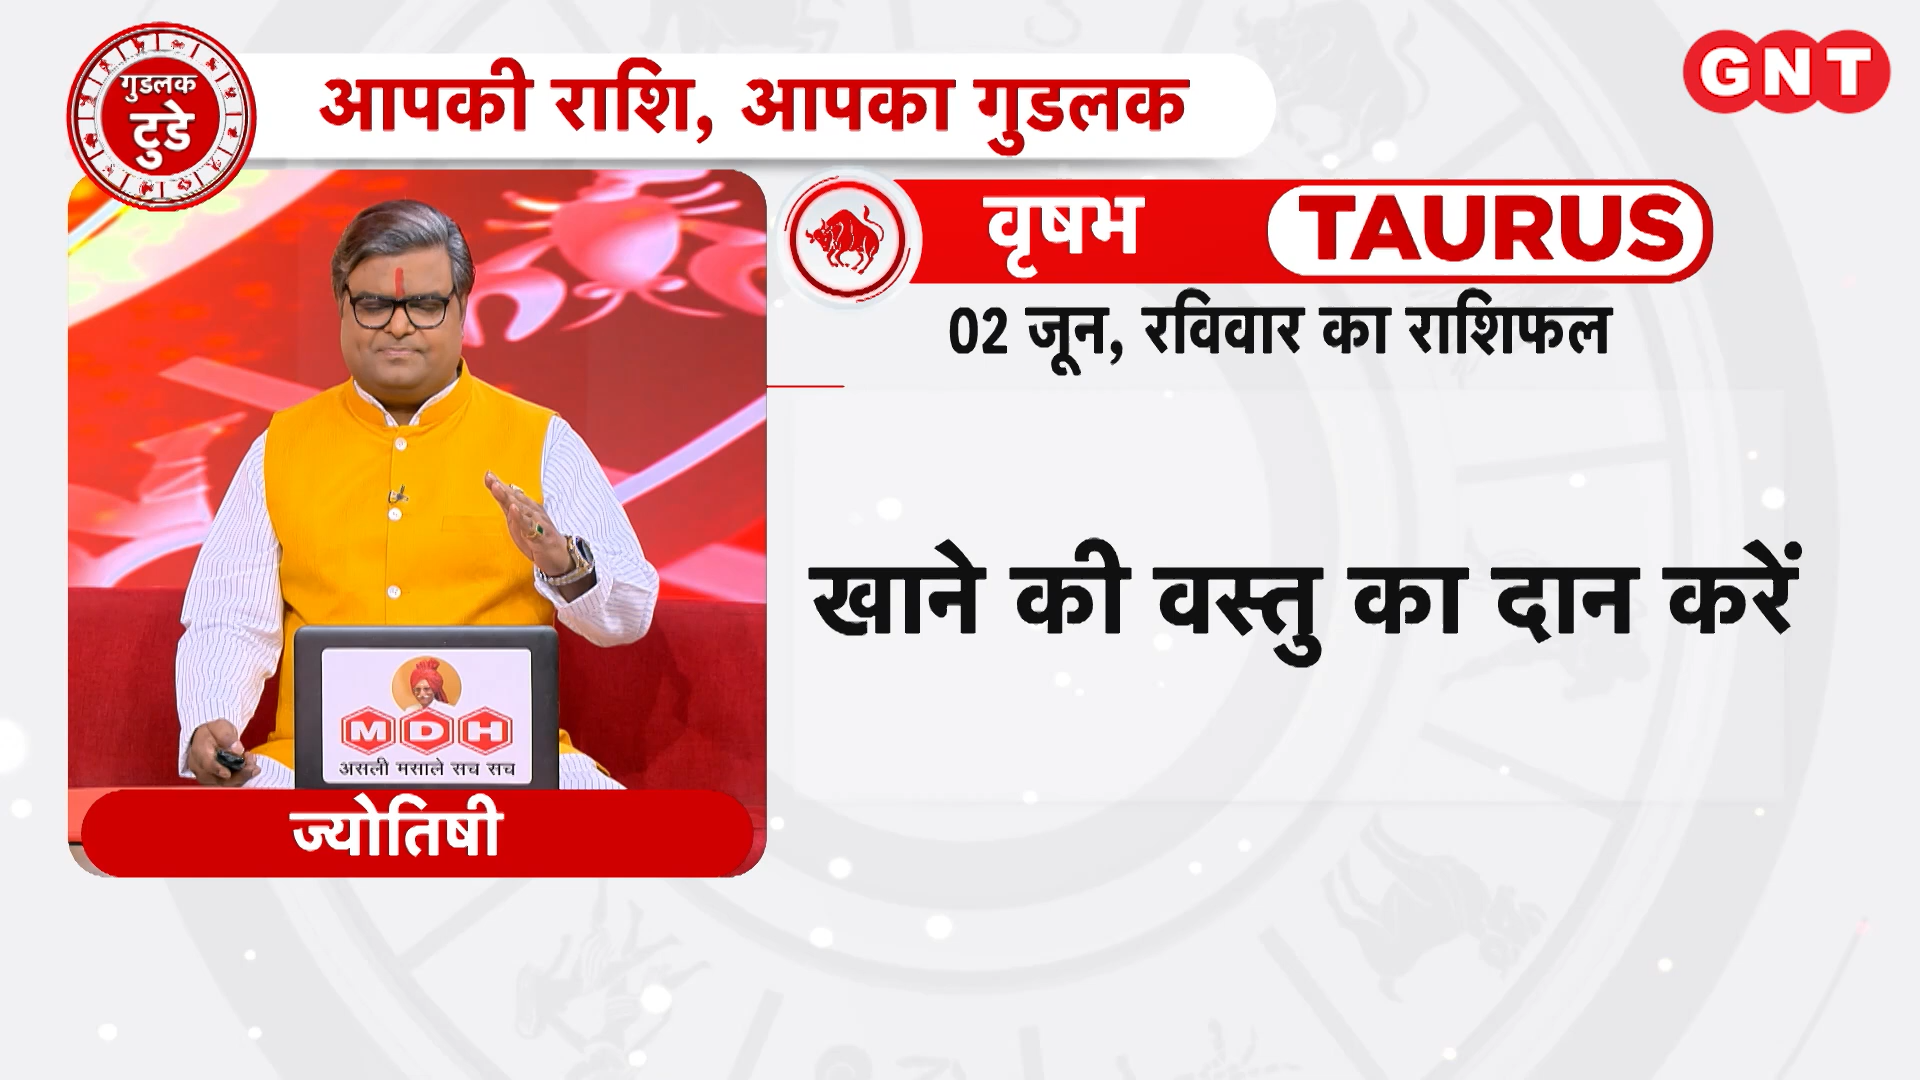 गुडलक
टुडे
आपकी राशि, आपका गुडलक
GNT
वृषभ
TAURUS
02 जून, रविवार का राशिफल
खाने की वस्तु का दान करें
MDH
असली मसाले सच सच
ज्योतिषी